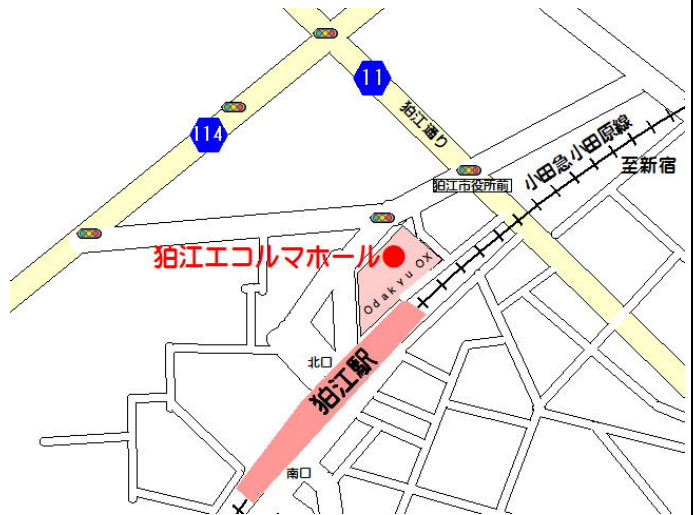 11
狛江通り
114
小田急小田原線
至新宿
狛江市役所前
狛江エコルマホール
Odakyu OX
北口
狛江駅
南口